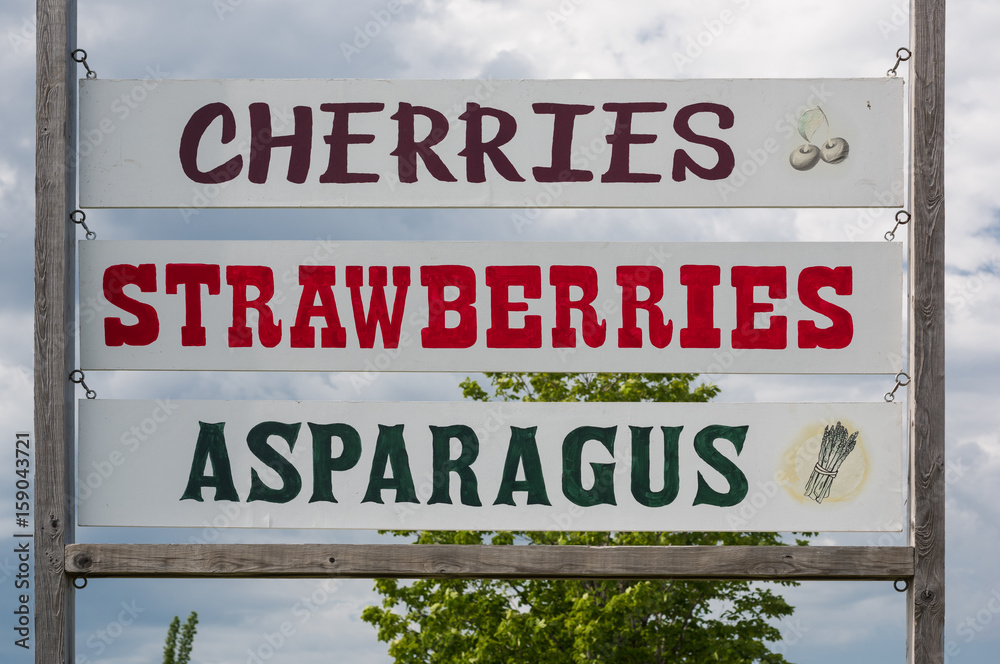 CHERRIES
STRAWBERRIES
ASPARAGUS
Adobe Stock | #159043721